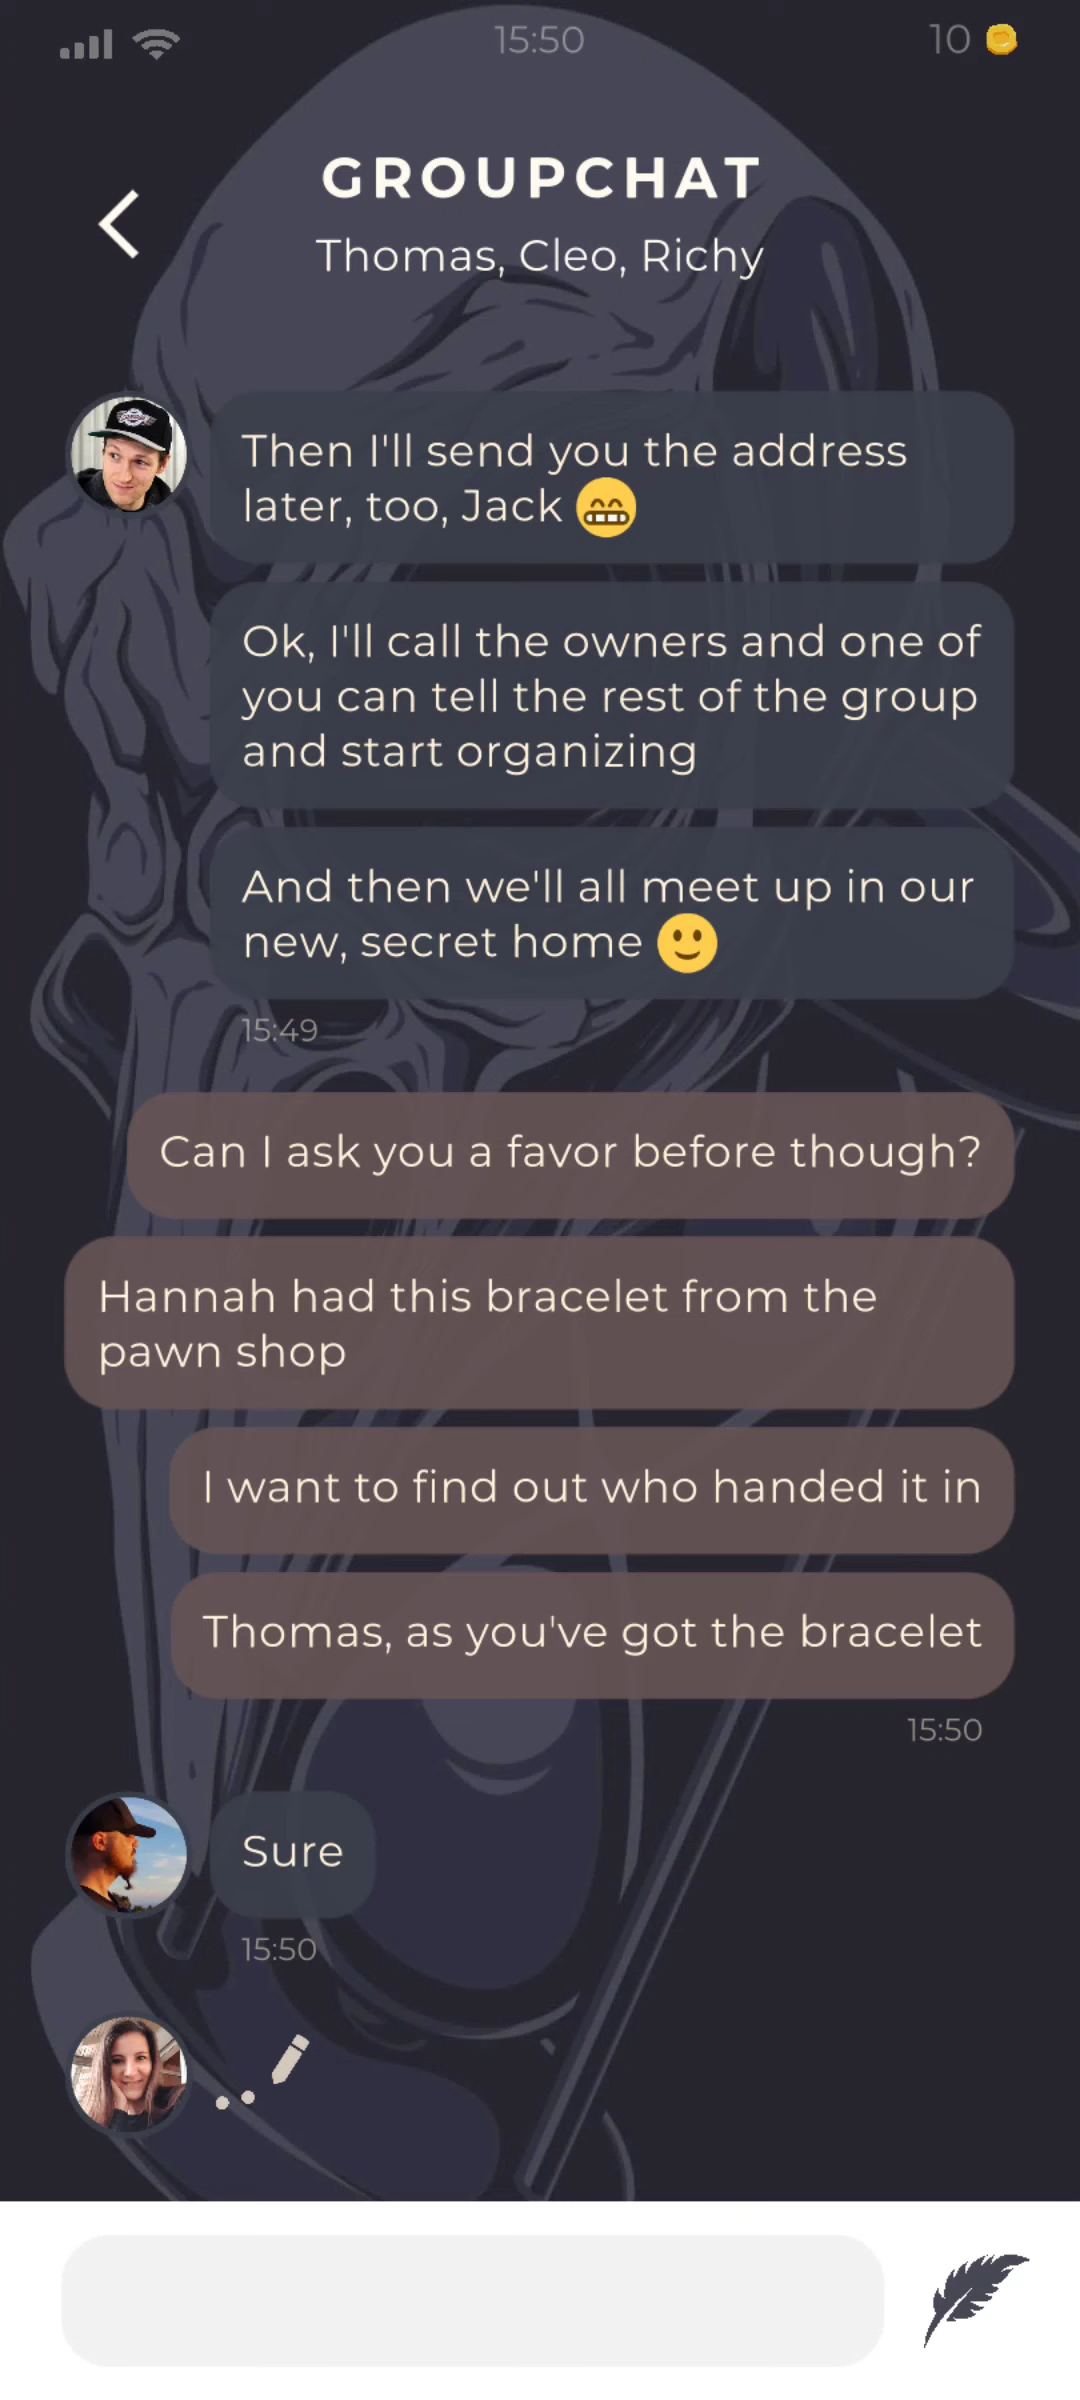 15:50
10
GROUPCHAT
Thomas, Cleo, Richy
Then I'll send you the address
later, too, Jack 😁
Ok, I'll call the owners and one of
you can tell the rest of the group
and start organizing
And then we'll all meet up in our
new, secret home 🙂
15:49
Can I ask you a favor before though?
Hannah had this bracelet from the
pawn shop
I want to find out who handed it in
Thomas, as you've got the bracelet
15:50
Sure
15:50